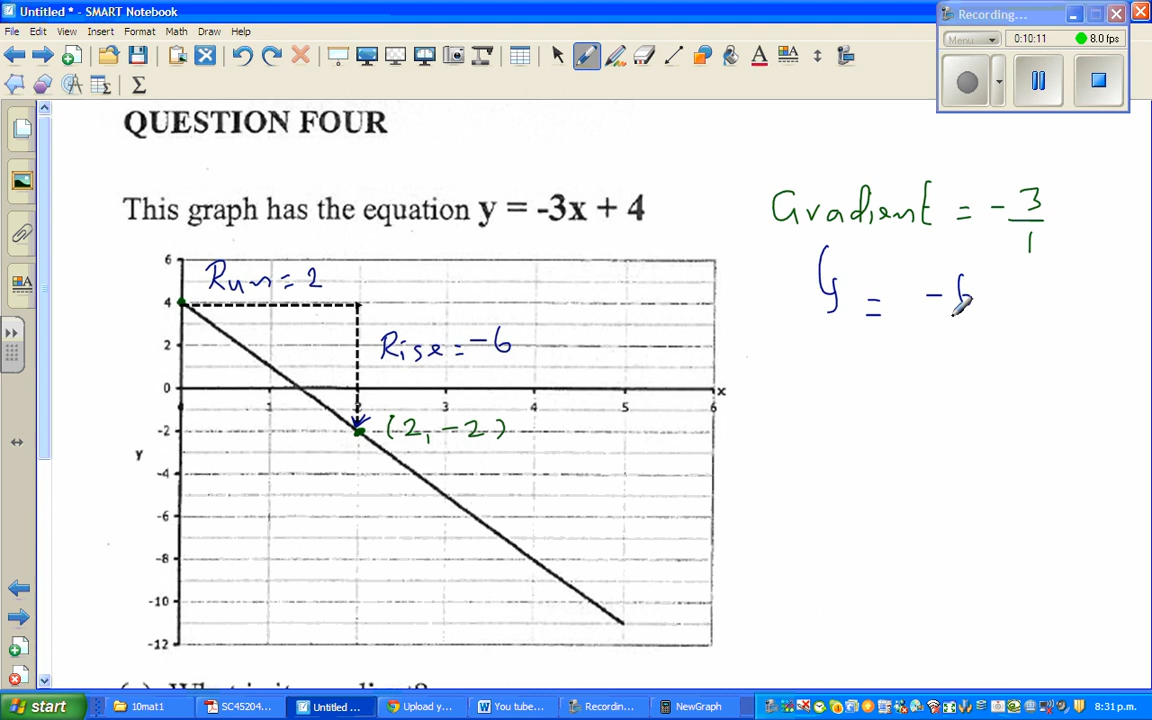 Untitled * - SMART Notebook
File Edit View Insert Format Math Draw Help
Recording...
Menu 0:10:11 8.0 fps
QUESTION FOUR
This graph has the equation y = -3x + 4
Gradient = - 3
1
G = - 6
6
Run = 2
4
2
Rise = -6
0
x
1 2 3 4 5 6
-2
(2, -2)
y
-4
-6
-8
-10
-12
start 10mat1 SC45204... Untitled ... Upload y... You tube... Recordin... NewGraph 8:31 p.m.